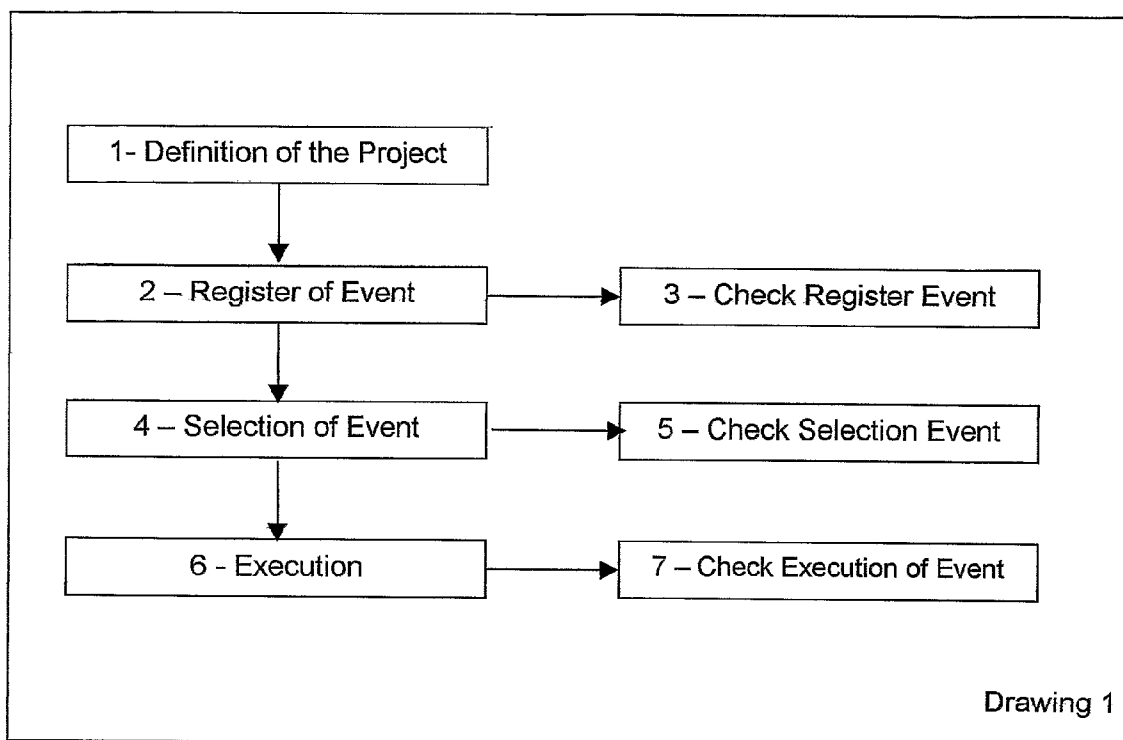 1- Definition of the Project
2 – Register of Event
3 – Check Register Event
4 – Selection of Event
5 – Check Selection Event
6 - Execution
7 – Check Execution of Event
Drawing 1